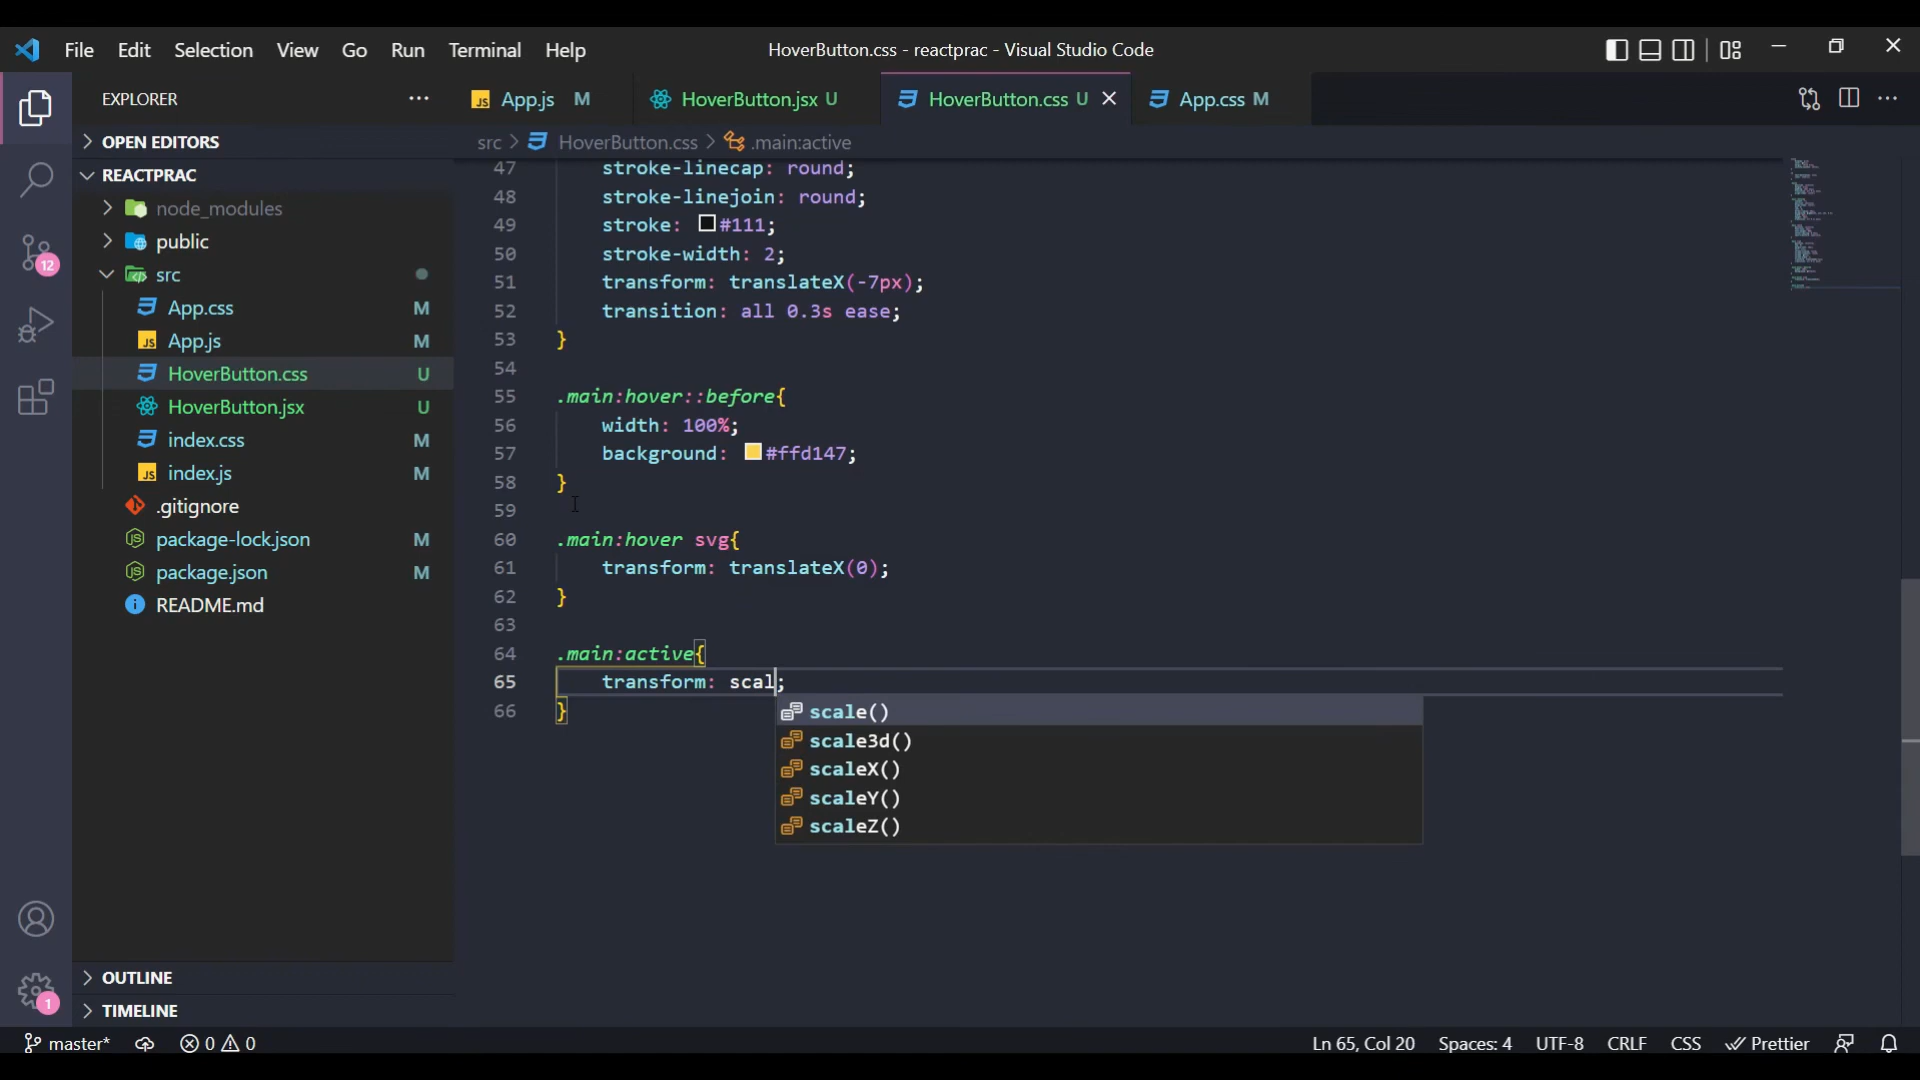 File Edit Selection View Go Run Terminal Help
HoverButton.css - reactprac - Visual Studio Code
EXPLORER
App.js M
HoverButton.jsx U
HoverButton.css U
App.css M
OPEN EDITORS
src > HoverButton.css > .main:active
REACTPRAC
node_modules
public
src
App.css M
App.js M
HoverButton.css U
HoverButton.jsx U
index.css M
index.js M
.gitignore
package-lock.json M
package.json M
README.md
12
1
OUTLINE
TIMELINE
47 stroke-linecap: round;
48 stroke-linejoin: round;
49 stroke: #111;
50 stroke-width: 2;
51 transform: translateX(-7px);
52 transition: all 0.3s ease;
53 }
54
55 .main:hover::before{
56 width: 100%;
57 background: #ffd147;
58 }
59
60 .main:hover svg{
61 transform: translateX(0);
62 }
63
64 .main:active{
65 transform: scal;
66 }
scale()
scale3d()
scaleX()
scaleY()
scaleZ()
master* 0 0
Ln 65, Col 20 Spaces: 4 UTF-8 CRLF CSS Prettier